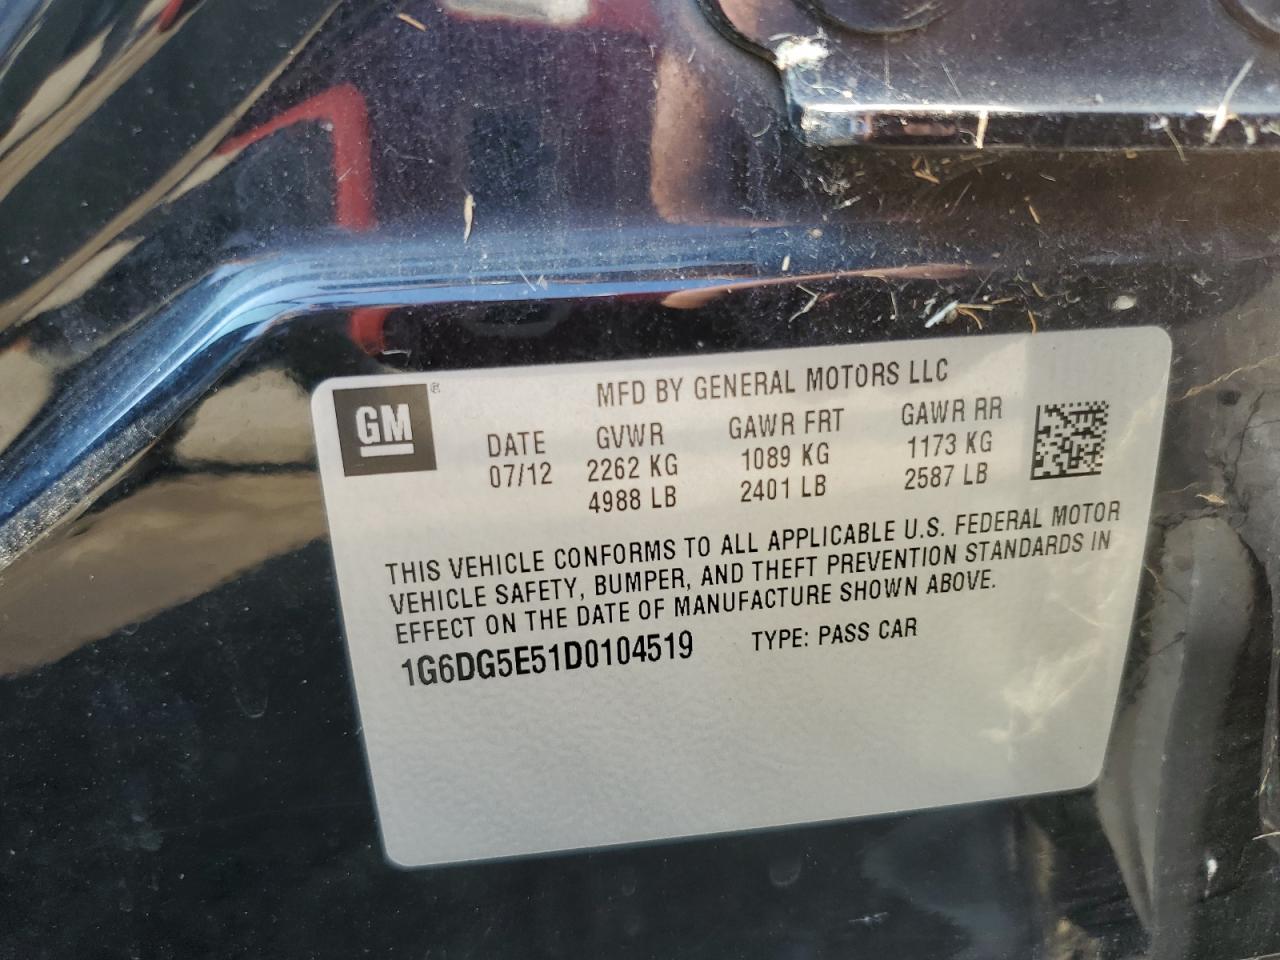 GM®
MFD BY GENERAL MOTORS LLC
DATE GVWR GAWR FRT GAWR RR
07/12 2262 KG 1089 KG 1173 KG
4988 LB 2401 LB 2587 LB
THIS VEHICLE CONFORMS TO ALL APPLICABLE U.S. FEDERAL MOTOR
VEHICLE SAFETY, BUMPER, AND THEFT PREVENTION STANDARDS IN
EFFECT ON THE DATE OF MANUFACTURE SHOWN ABOVE.
1G6DG5E51D0104519 TYPE: PASS CAR